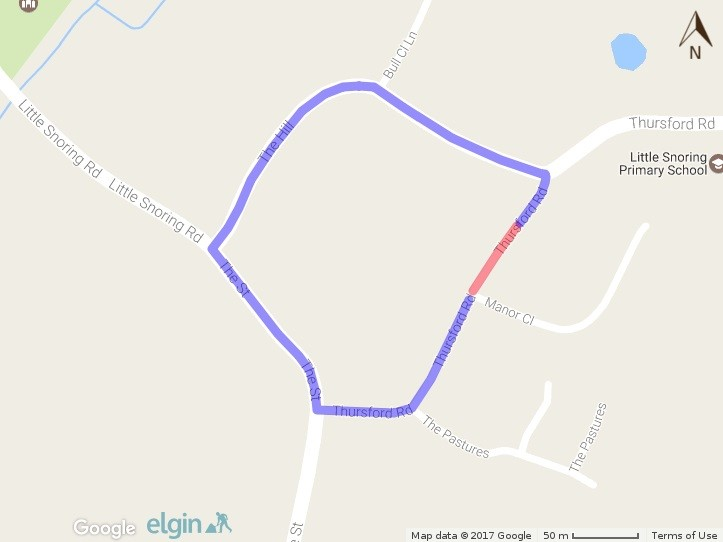 Bull Cl Ln
N
Thursford Rd
Little Snoring
Primary School
Little Snoring Rd
Little Snoring Rd
The Hill
Thursford Rd
The St
Manor Cl
Thursford Rd
The St
Thursford Rd
The Pastures
The Pastures
e St
Google
elgin
Map data © 2017 Google
50 m
Terms of Use